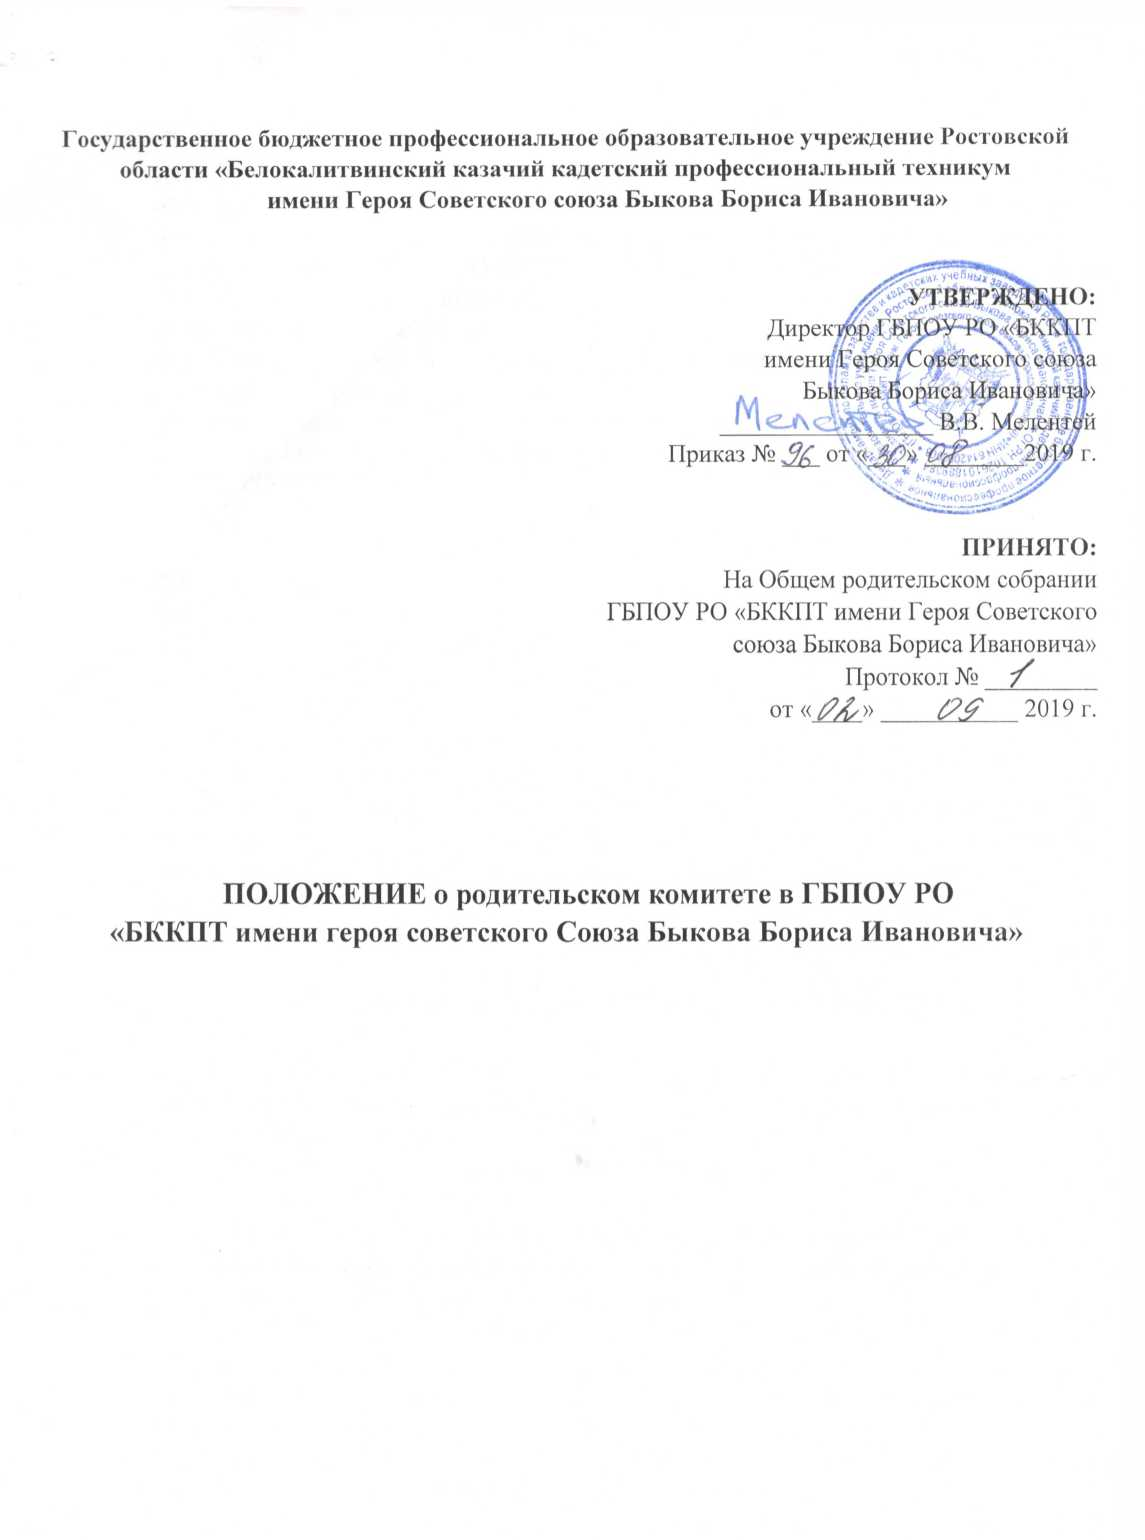 Государственное бюджетное профессиональное образовательное учреждение Ростовской
области «Белокалитвинский казачий кадетский профессиональный техникум
имени Героя Советского союза Быкова Бориса Ивановича»
УТВЕРЖДЕНО:
Директор ГБПОУ РО «БККПТ
имени Героя Советского союза
Быкова Бориса Ивановича»
Мелентей В.В. Мелентей
Приказ № 96 от «30» 08 2019 г.
ПРИНЯТО:
На Общем родительском собрании
ГБПОУ РО «БККПТ имени Героя Советского
союза Быкова Бориса Ивановича»
Протокол № 1
от «02» 09 2019 г.
ПОЛОЖЕНИЕ о родительском комитете в ГБПОУ РО
«БККПТ имени героя советского Союза Быкова Бориса Ивановича»